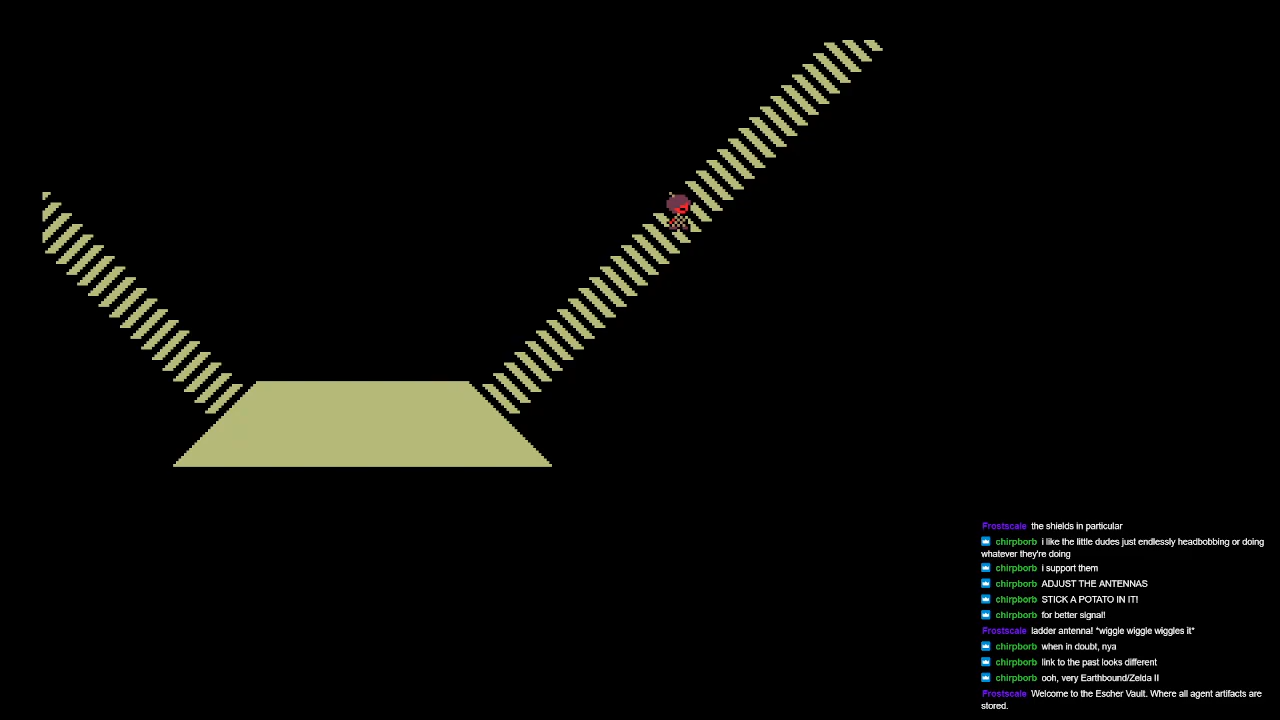 Frostscale the shields in particular
chirpborb i like the little dudes just endlessly headbobbing or doing
whatever they're doing
chirpborb i support them
chirpborb ADJUST THE ANTENNAS
chirpborb STICK A POTATO IN IT!
chirpborb for better signal!
Frostscale ladder antenna! *wiggle wiggle wiggles it*
chirpborb when in doubt, nya
chirpborb link to the past looks different
chirpborb ooh, very Earthbound/Zelda II
Frostscale Welcome to the Escher Vault. Where all agent artifacts are
stored.